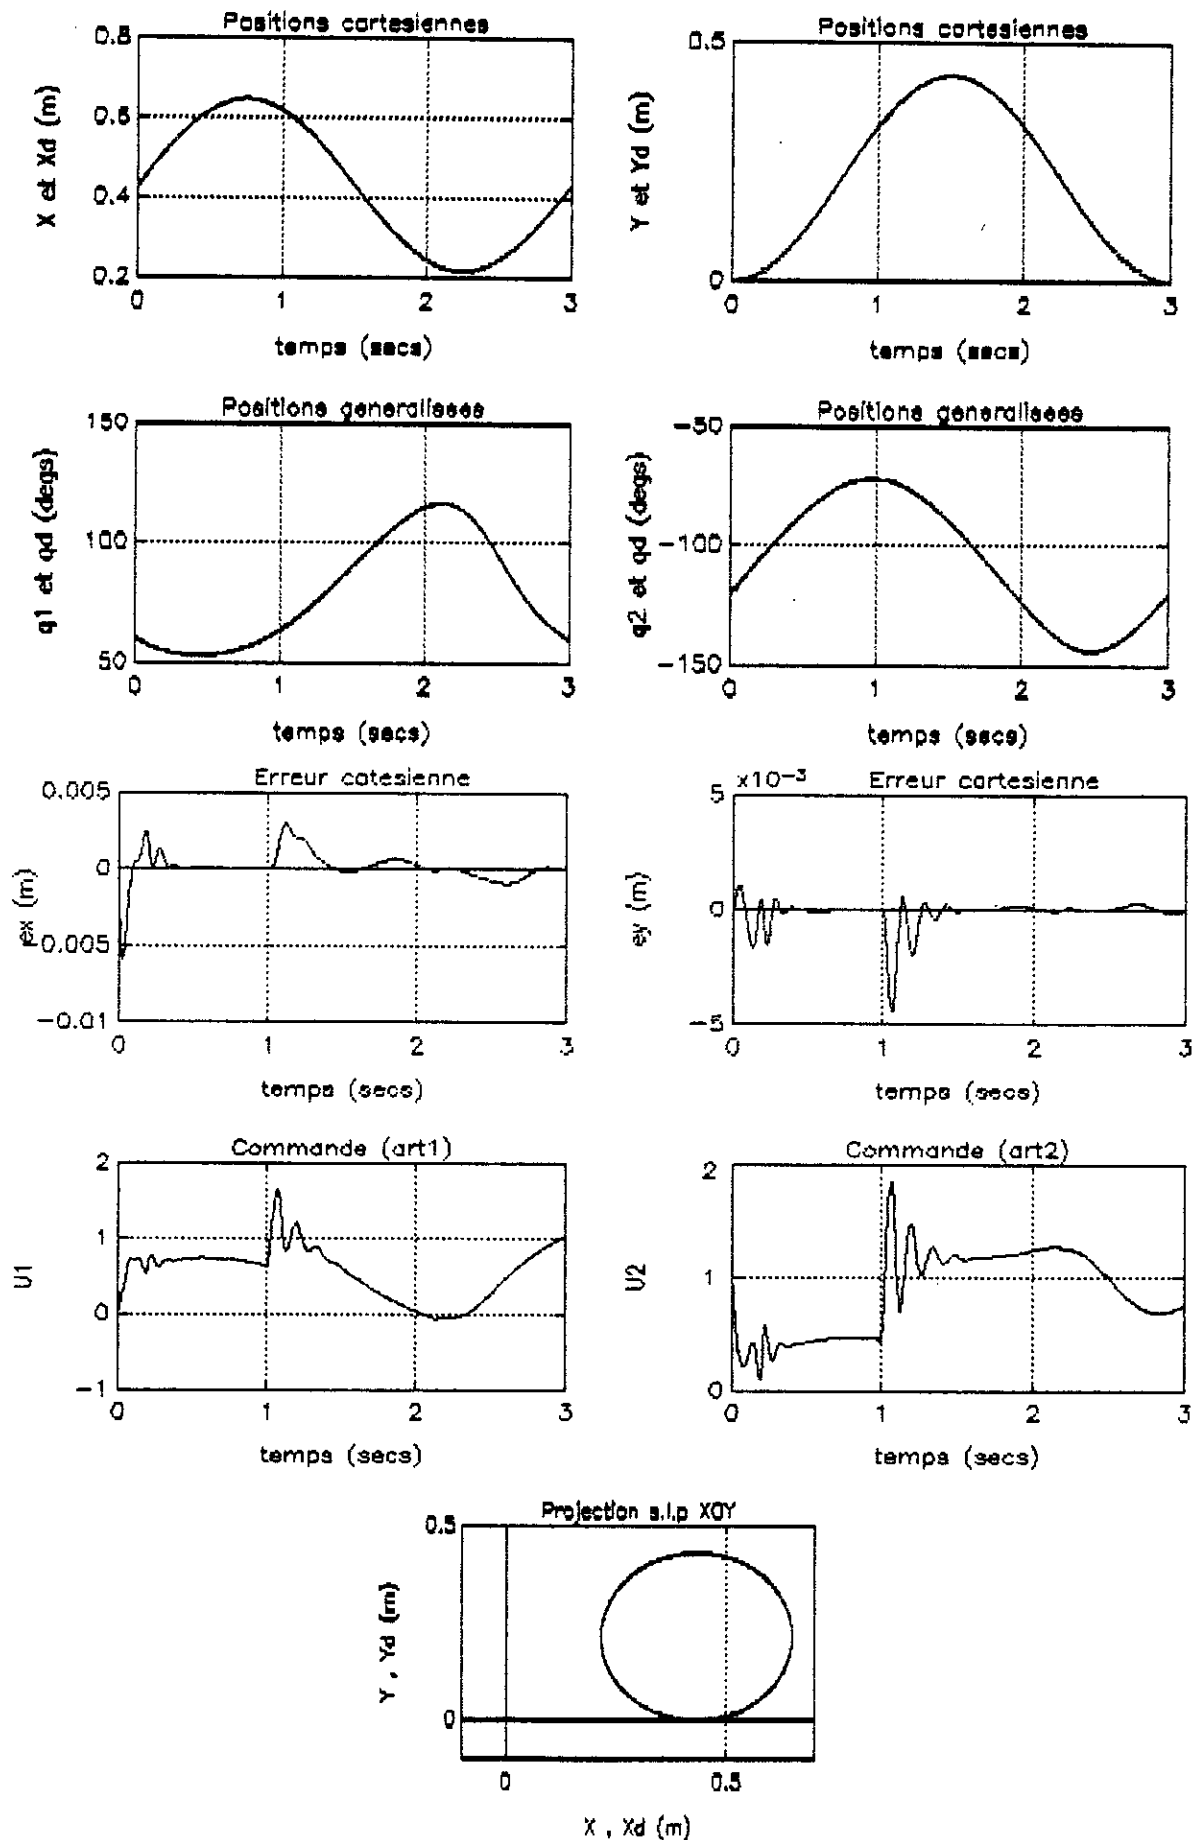 Positions cartesiennes
0.8
0.6
0.4
0.2
X et Xd (m)
0 1 2 3
temps (secs)
Positions cartesiennes
0.5
0
Y et Yd (m)
0 1 2 3
temps (secs)
Positions generalisees
150
100
50
q1 et qd (degs)
0 1 2 3
temps (secs)
Positions generalisees
-50
-100
-150
q2 et qd (degs)
0 1 2 3
temps (secs)
Erreur catesienne
0.005
0
-0.005
-0.01
ex (m)
0 1 2 3
temps (secs)
x10-3 Erreur cartesienne
5
0
-5
ey (m)
0 1 2 3
temps (secs)
Commande (art1)
2
1
0
-1
U1
0 1 2 3
temps (secs)
Commande (art2)
2
1
0
U2
0 1 2 3
temps (secs)
Projection s.l.p XOY
0.5
0
Y , Yd (m)
0 0.5
X , Xd (m)